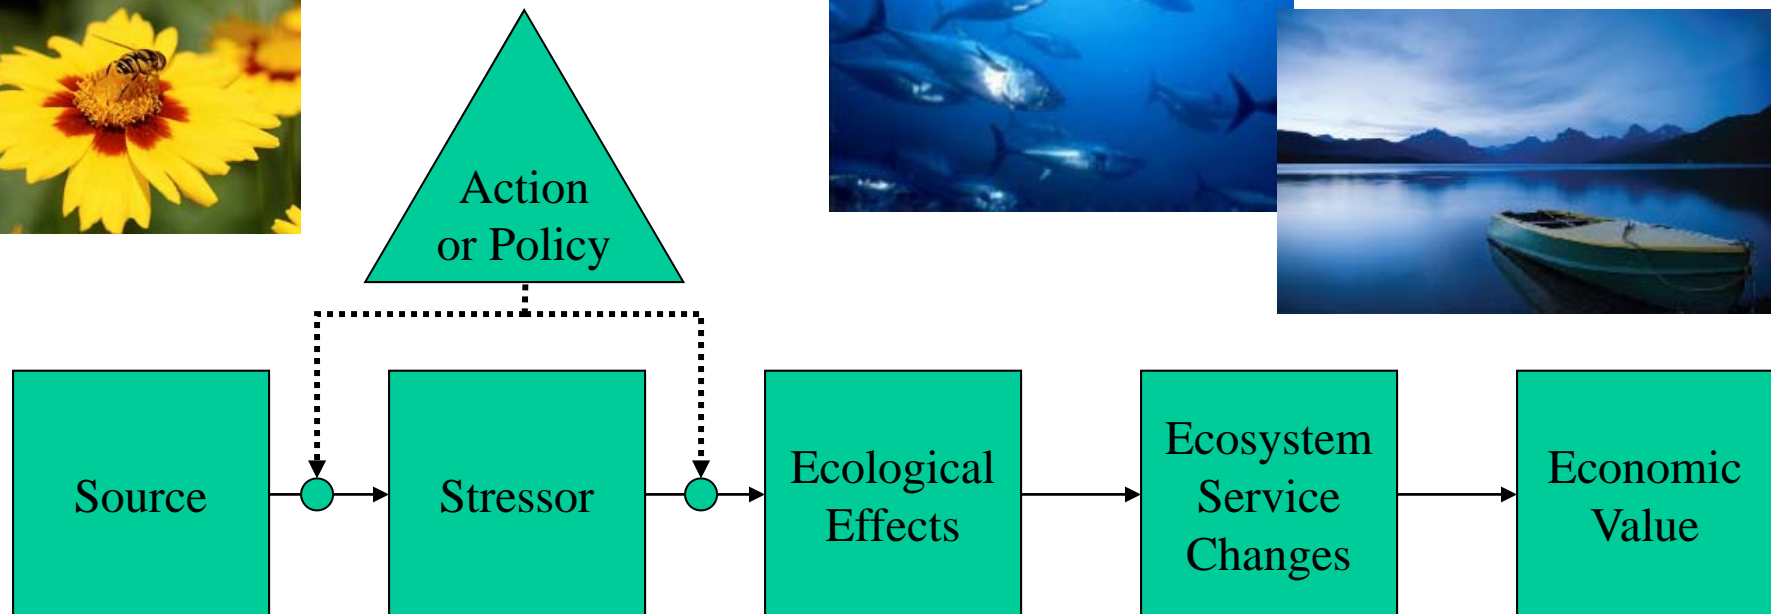 Action
or Policy
Source
Stressor
Ecological
Effects
Ecosystem
Service
Changes
Economic
Value